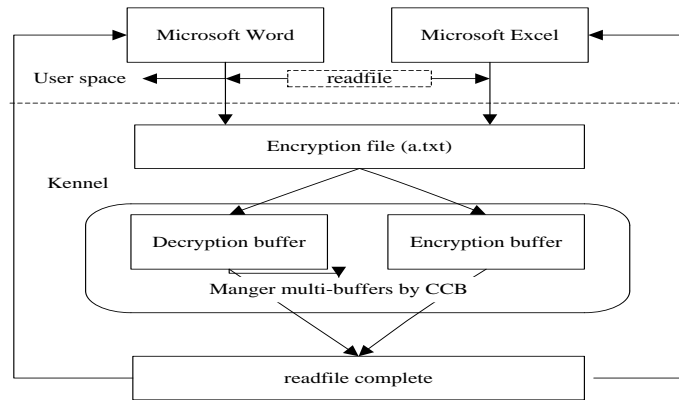 Microsoft Word
Microsoft Excel
User space
readfile
Encryption file (a.txt)
Kennel
Decryption buffer
Encryption buffer
Manger multi-buffers by CCB
readfile complete